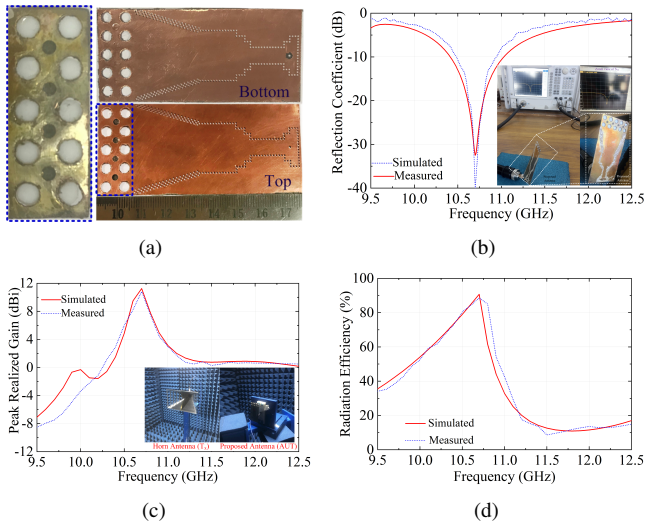 Bottom
Top
10 11 12 13 14 15 16 17
(a)
Reflection Coefficient (dB)
0
-10
-20
-30
-40
Simulated
Measured
9.5 10.0 10.5 11.0 11.5 12.0 12.5
Frequency (GHz)
(b)
Peak Realized Gain (dBi)
12
8
4
0
-4
-8
-12
Simulated
Measured
Horn Antenna (Tx) Proposed Antenna (AUT)
9.5 10.0 10.5 11.0 11.5 12.0 12.5
Frequency (GHz)
(c)
Radiation Efficiency (%)
100
80
60
40
20
0
Simulated
Measured
9.5 10.0 10.5 11.0 11.5 12.0 12.5
Frequency (GHz)
(d)